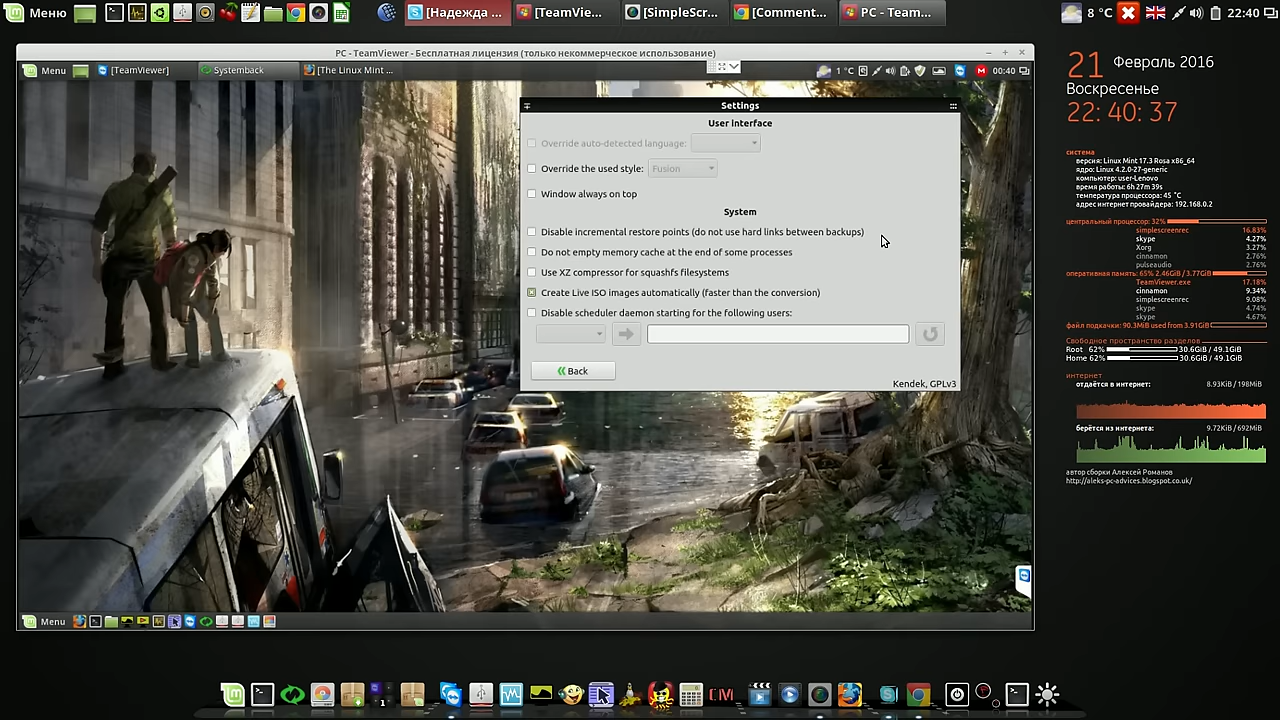 Меню
[Надежда ...
[TeamVie...
[SimpleScr...
[Comment...
PC - Team...
8 °C
22:40
PC - TeamViewer - Бесплатная лицензия (только некоммерческое использование)
Menu
[TeamViewer]
Systemback
[The Linux Mint ...
1 °C
00:40
Settings
User interface
Override auto-detected language:
Override the used style:
Fusion
Window always on top
System
Disable incremental restore points (do not use hard links between backups)
Do not empty memory cache at the end of some processes
Use XZ compressor for squashfs filesystems
Create Live ISO images automatically (faster than the conversion)
Disable scheduler daemon starting for the following users:
Back
Kendek, GPLv3
Menu
21 Февраль 2016
Воскресенье
22: 40: 37
система
версия: Linux Mint 17.3 Rosa x86_64
ядро: Linux 4.2.0-27-generic
компьютер: user-Lenovo
время работы: 6h 27m 39s
температура процессора: 45 °C
адрес интернет провайдера: 192.168.0.2
центральный процессор: 32%
simplescreenrec 16.83%
skype 4.27%
Xorg 3.27%
cinnamon 2.76%
pulseaudio 2.76%
оперативная память: 65% 2.46GiB / 3.77GiB
TeamViewer.exe 17.18%
cinnamon 9.34%
simplescreenrec 9.08%
skype 4.74%
skype 4.67%
файл подкачки: 90.3MiB used from 3.91GiB
Свободное пространство разделов
Root 62% 30.6GiB / 49.1GiB
Home 62% 30.6GiB / 49.1GiB
интернет
отдаётся в интернет: 8.93KiB / 198MiB
берётся из интернета: 9.72KiB / 692MiB
автор сборки Алексей Романов
http://aleks-pc-advices.blogspot.co.uk/